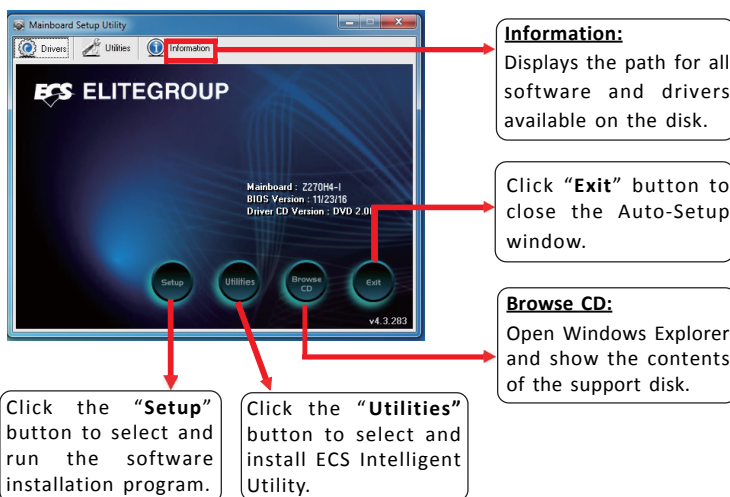 Mainboard Setup Utility
Drivers
Utilities
Information
ECS ELITEGROUP
Mainboard : Z270H4-I
BIOS Version : 11/23/16
Driver CD Version : DVD 2.0
Setup
Utilities
Browse
CD
Exit
v4.3.283
Information:
Displays the path for all
software and drivers
available on the disk.
Click “Exit” button to
close the Auto-Setup
window.
Browse CD:
Open Windows Explorer
and show the contents
of the support disk.
Click the “Setup”
button to select and
run the software
installation program.
Click the “Utilities”
button to select and
install ECS Intelligent
Utility.